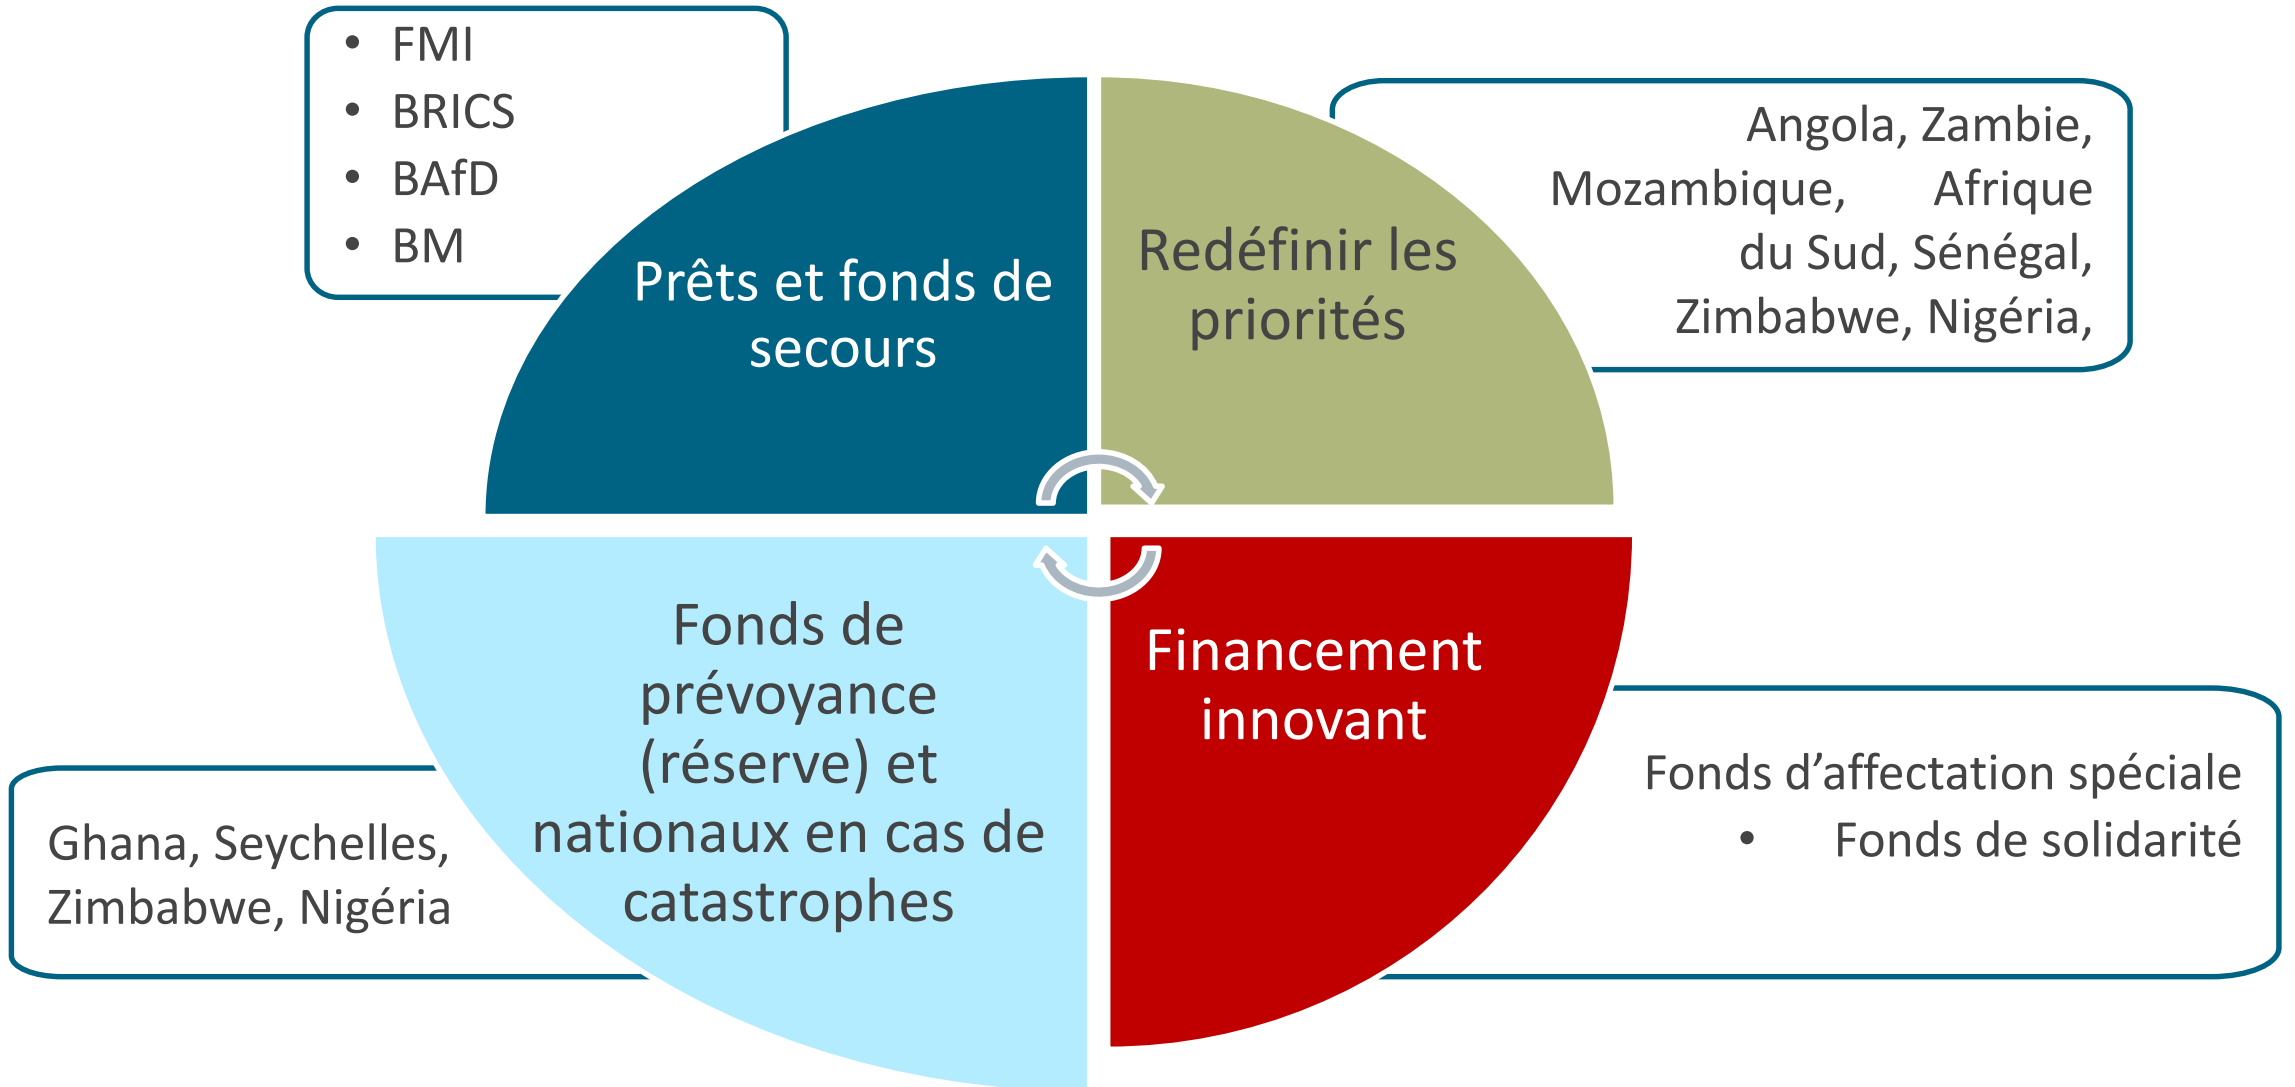 • FMI
• BRICS
• BAfD
• BM
Prêts et fonds de
secours
Redéfinir les
priorités
Angola, Zambie,
Mozambique, Afrique
du Sud, Sénégal,
Zimbabwe, Nigéria,
Fonds de
prévoyance
(réserve) et
nationaux en cas de
catastrophes
Ghana, Seychelles,
Zimbabwe, Nigéria
Financement
innovant
Fonds d’affectation spéciale
• Fonds de solidarité